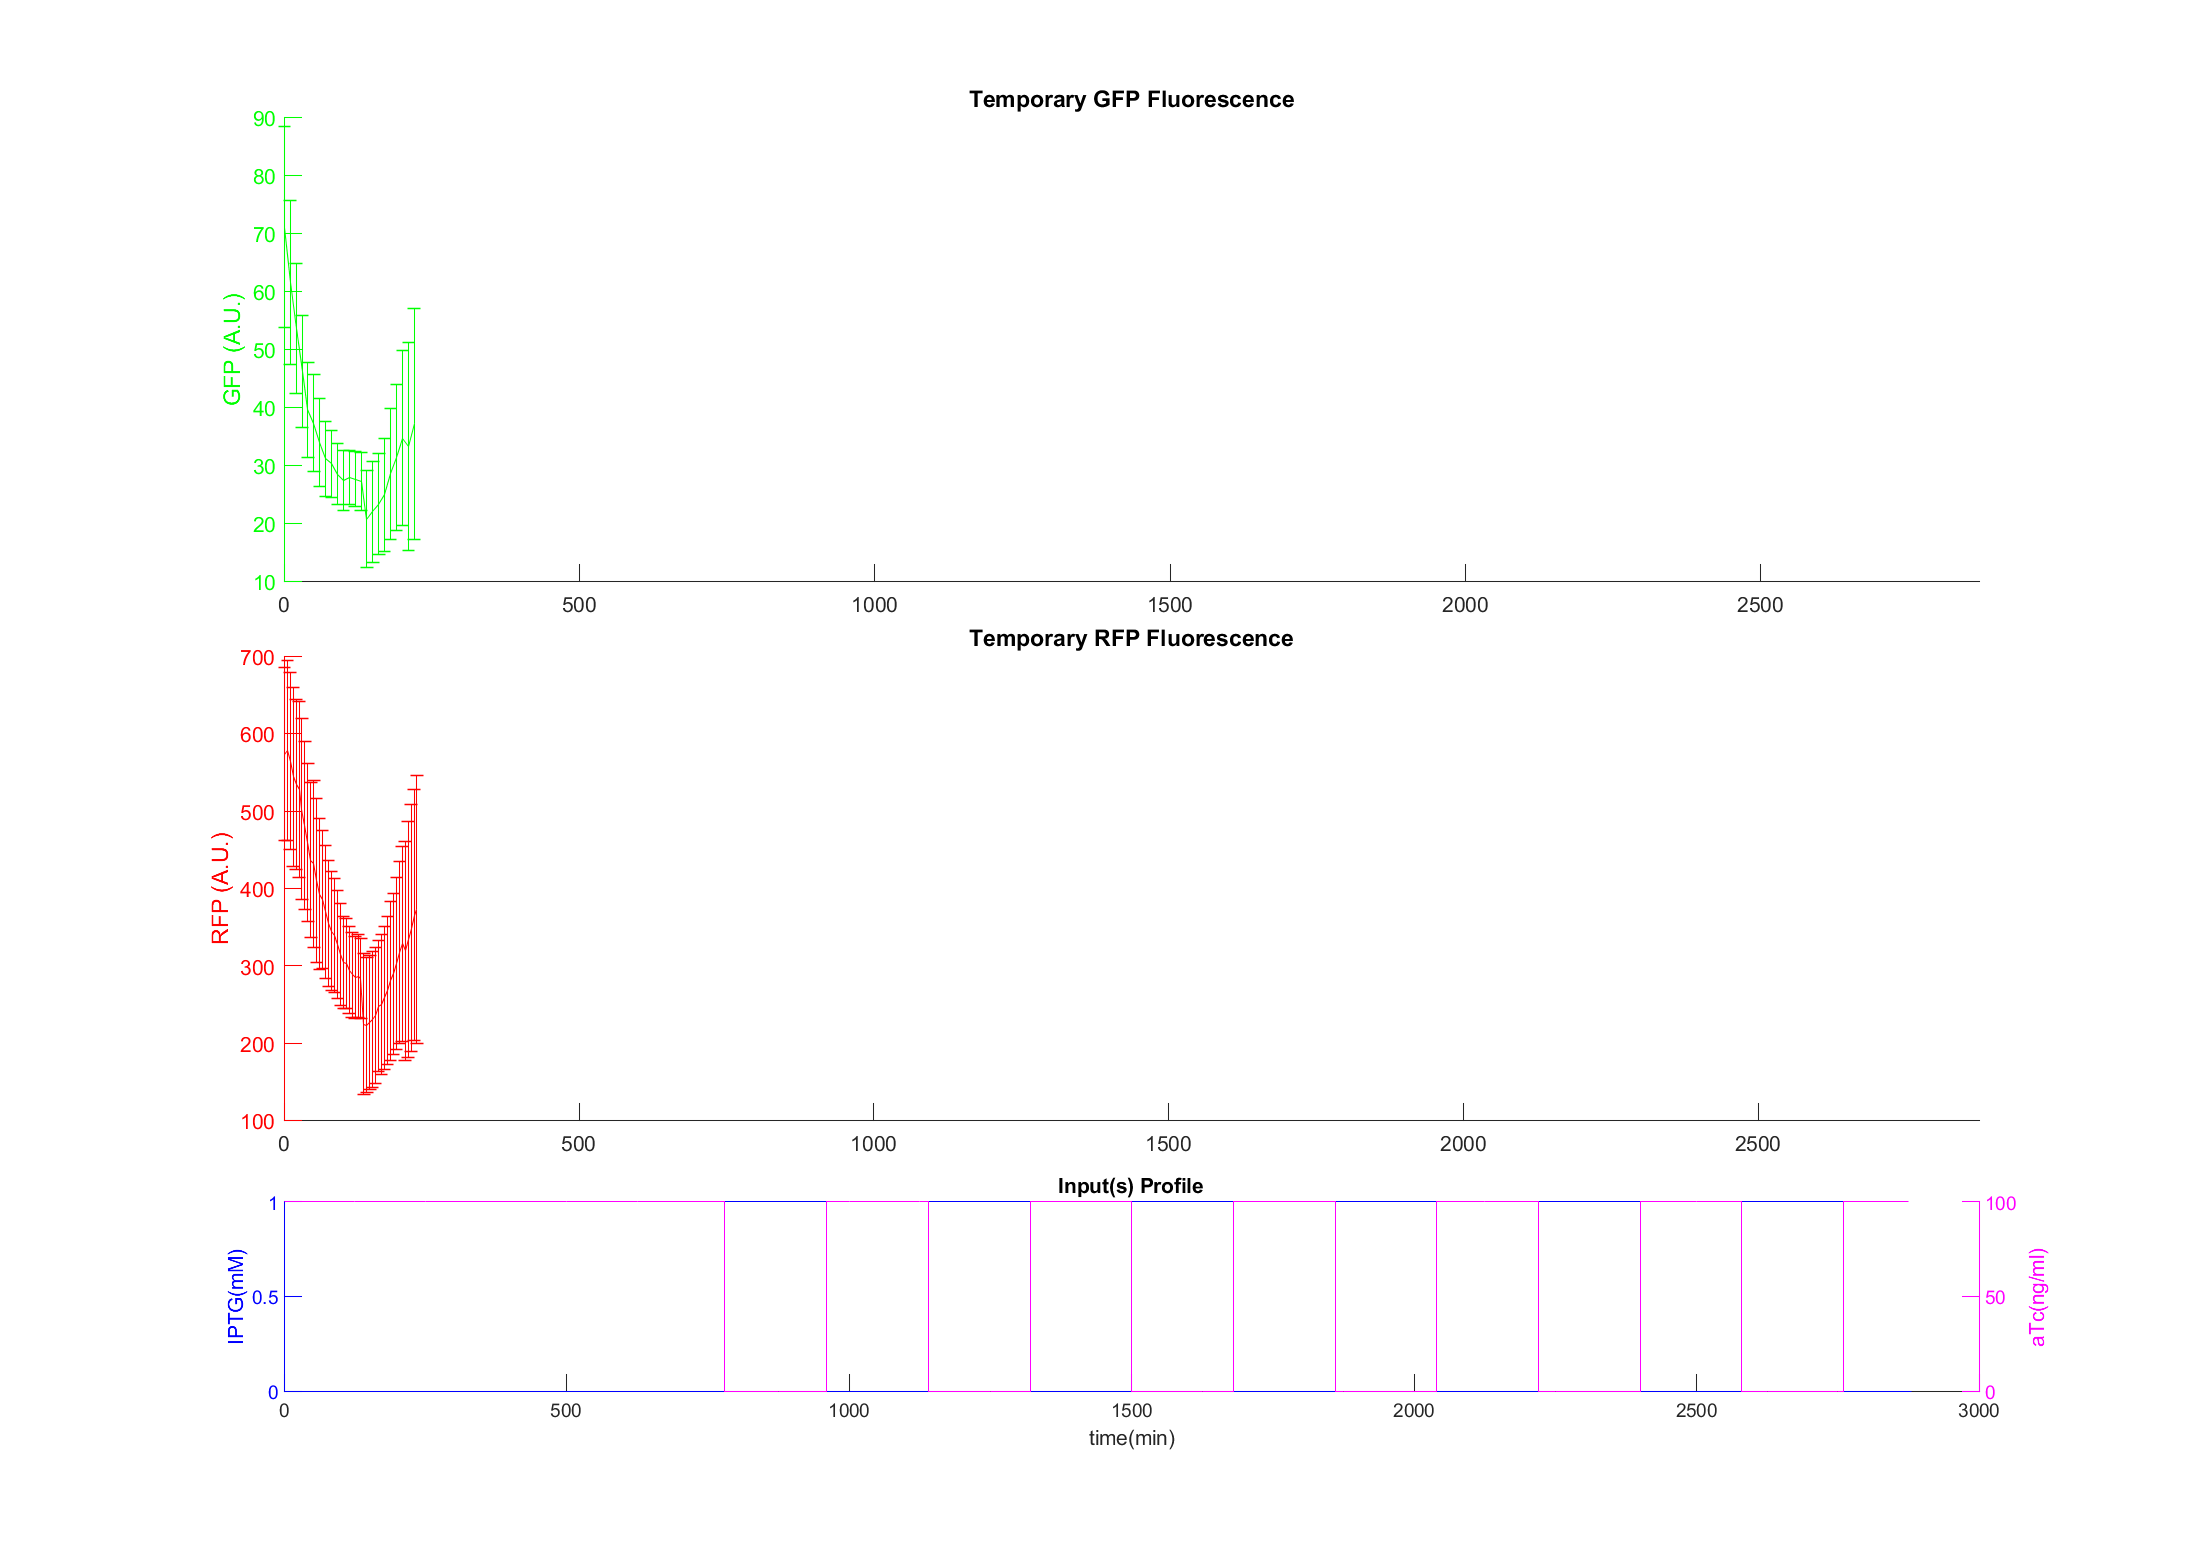 Temporary GFP Fluorescence
90
80
70
60
50
40
30
20
10
GFP (A.U.)
0 500 1000 1500 2000 2500
Temporary RFP Fluorescence
700
600
500
400
300
200
100
RFP (A.U.)
0 500 1000 1500 2000 2500
Input(s) Profile
1
0.5
0
IPTG(mM)
100
50
0
aTc(ng/ml)
0 500 1000 1500 2000 2500 3000
time(min)